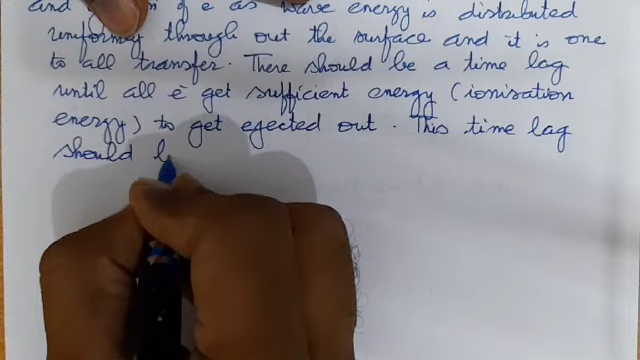 and of e as wave energy is distributed
uniformly through out the surface and it is one
to all transfer. There should be a time lag
until all e⁻ get sufficient energy (ionisation
energy) to get ejected out. This time lag
should